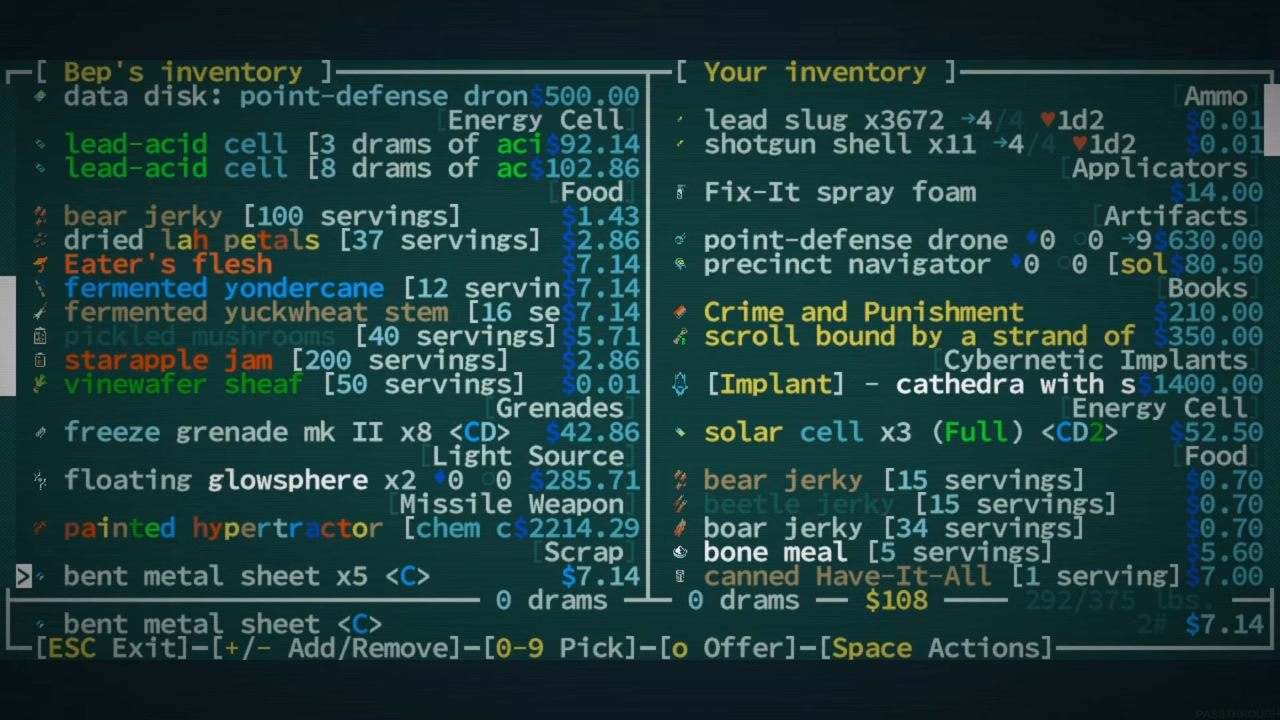 [ Bep's inventory ]
data disk: point-defense dron$500.00
[Energy Cell]
lead-acid cell [3 drams of aci$92.14
lead-acid cell [8 drams of ac$102.86
[Food]
bear jerky [100 servings] $1.43
dried lah petals [37 servings] $2.86
Eater's flesh $7.14
fermented yondercane [12 servin$7.14
fermented yuckwheat stem [16 se$7.14
pickled mushrooms [40 servings] $5.71
starapple jam [200 servings] $2.86
vinewafer sheaf [50 servings] $0.01
[Grenades]
freeze grenade mk II x8 <CD> $42.86
[Light Source]
floating glowsphere x2 ♦0 ○0 $285.71
[Missile Weapon]
painted hypertractor [chem c$2214.29
[Scrap]
> bent metal sheet x5 <C> $7.14
0 drams
[ Your inventory ]
[Ammo]
lead slug x3672 →4/4 ♥1d2 $0.01
shotgun shell x11 →4/4 ♥1d2 $0.01
[Applicators]
Fix-It spray foam $14.00
[Artifacts]
point-defense drone ♦0 ○0 →9$630.00
precinct navigator ♦0 ○0 [sol$80.50
[Books]
Crime and Punishment $210.00
scroll bound by a strand of $350.00
[Cybernetic Implants]
[Implant] - cathedra with s$1400.00
[Energy Cell]
solar cell x3 (Full) <CD2> $52.50
[Food]
bear jerky [15 servings] $0.70
beetle jerky [15 servings] $0.70
boar jerky [34 servings] $0.70
bone meal [5 servings] $5.60
canned Have-It-All [1 serving] $7.00
0 drams — $108 — 292/375 lbs.
bent metal sheet <C> 2# $7.14
[ESC Exit]—[+/- Add/Remove]—[0-9 Pick]—[o Offer]—[Space Actions]